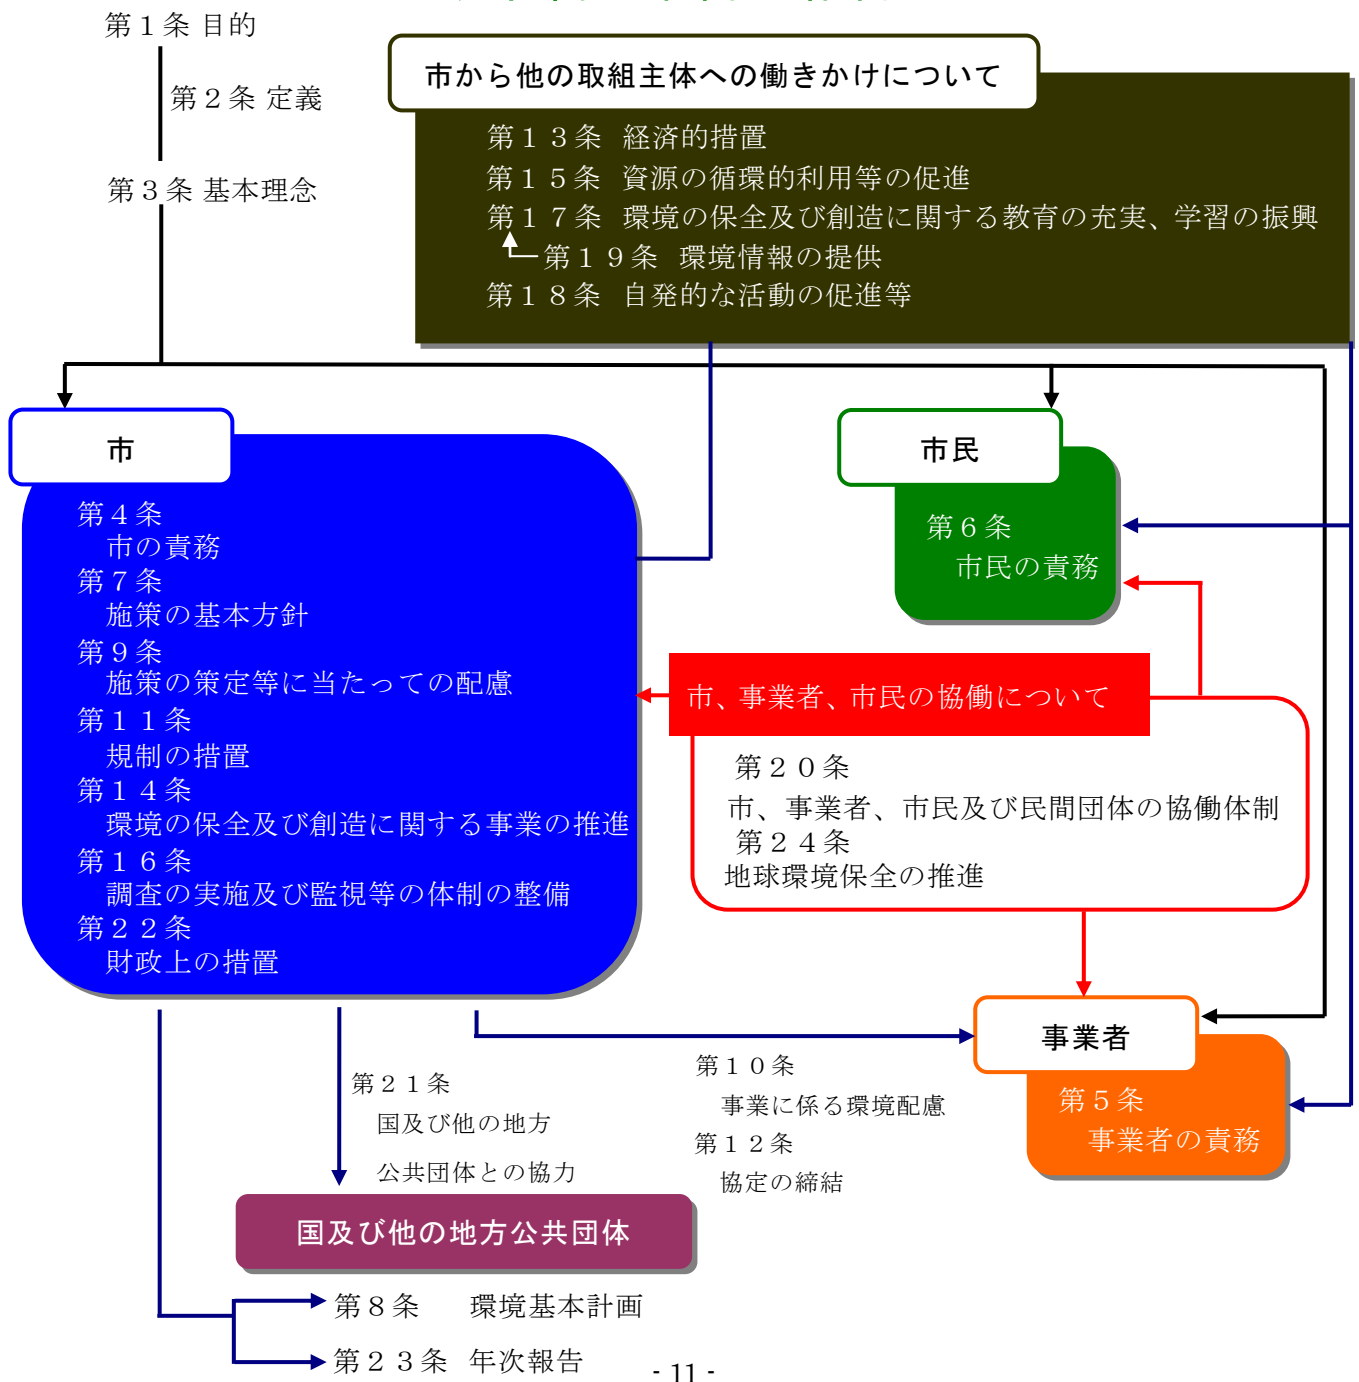 第１条 目的
第２条 定義
第３条 基本理念
市から他の取組主体への働きかけについて
第１３条 経済的措置
第１５条 資源の循環的利用等の促進
第１７条 環境の保全及び創造に関する教育の充実、学習の振興
第１９条 環境情報の提供
第１８条 自発的な活動の促進等
市
第４条
市の責務
第７条
施策の基本方針
第９条
施策の策定等に当たっての配慮
第１１条
規制の措置
第１４条
環境の保全及び創造に関する事業の推進
第１６条
調査の実施及び監視等の体制の整備
第２２条
財政上の措置
市民
第６条
市民の責務
市、事業者、市民の協働について
第２０条
市、事業者、市民及び民間団体の協働体制
第２４条
地球環境保全の推進
事業者
第５条
事業者の責務
第１０条
事業に係る環境配慮
第１２条
協定の締結
第２１条
国及び他の地方
公共団体との協力
国及び他の地方公共団体
第８条 環境基本計画
第２３条 年次報告
- 11 -